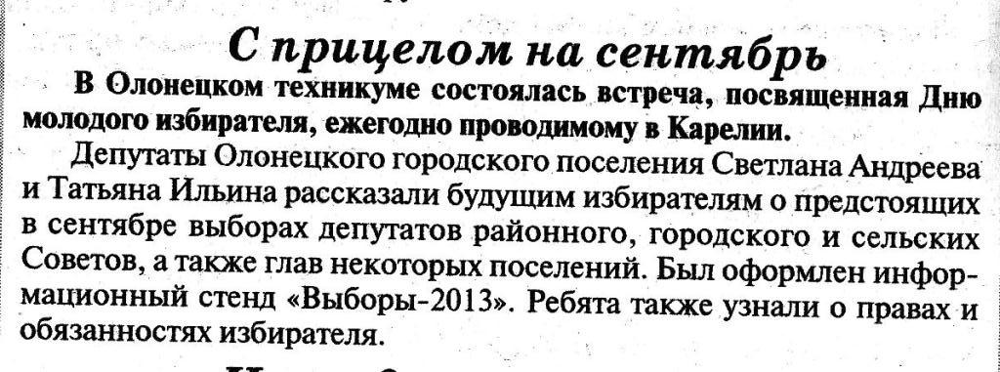 С прицелом на сентябрь
В Олонецком техникуме состоялась встреча, посвященная Дню
молодого избирателя, ежегодно проводимому в Карелии.
Депутаты Олонецкого городского поселения Светлана Андреева
и Татьяна Ильина рассказали будущим избирателям о предстоящих
в сентябре выборах депутатов районного, городского и сельских
Советов, а также глав некоторых поселений. Был оформлен инфор-
мационный стенд «Выборы-2013». Ребята также узнали о правах и
обязанностях избирателя.